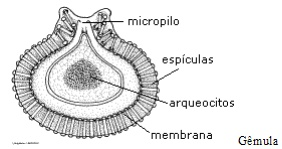 micropilo
espículas
arqueocitos
membrana
Gêmula